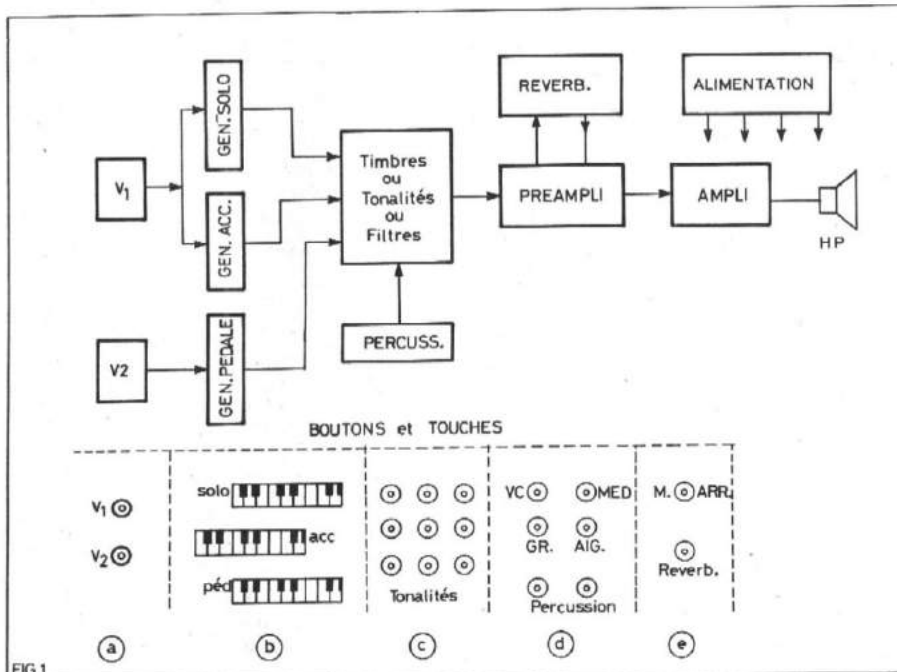 REVERB.
ALIMENTATION
GEN. SOLO
V1
Timbres
ou
Tonalités
ou
Filtres
PREAMPLI
AMPLI
HP
GEN. ACC.
V2
GEN. PEDALE
PERCUSS.
BOUTONS et TOUCHES
V1
V2
solo
acc
péd
Tonalités
VC MED
GR. AIG.
Percussion
M. ARR.
Reverb.
a b c d e
FIG.1